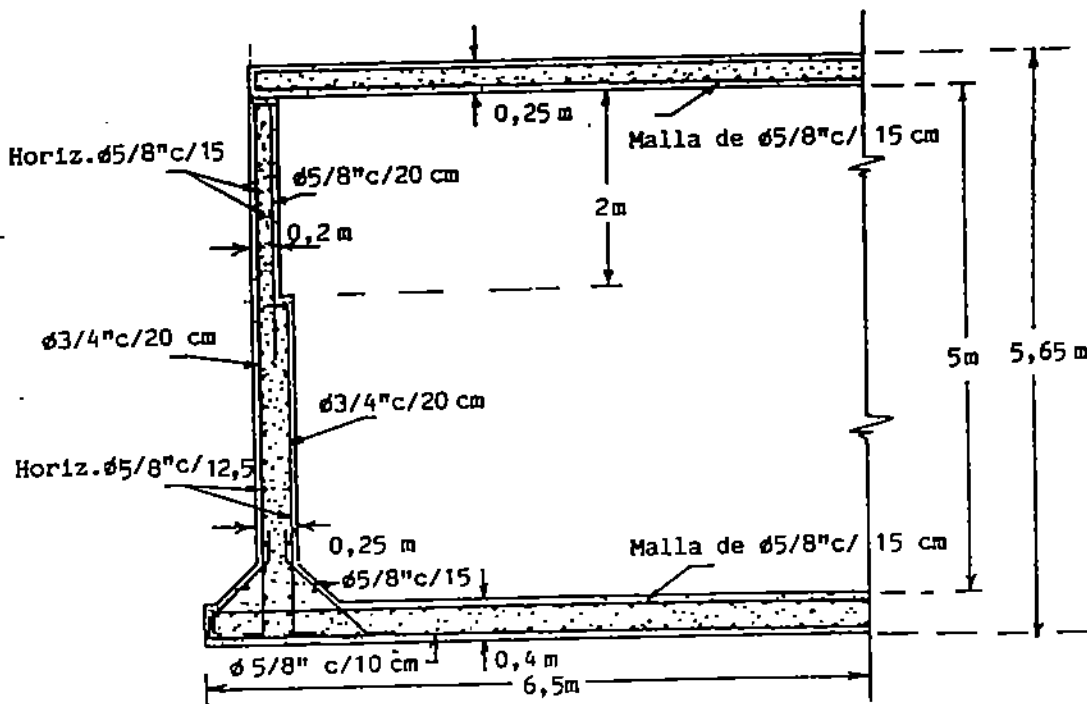 0,25 m
Malla de ø5/8"c/ 15 cm
Horiz.ø5/8"c/15
ø5/8"c/20 cm
2m
0,2 m
ø3/4"c/20 cm
5m
5,65 m
ø3/4"c/20 cm
Horiz.ø5/8"c/12,5
0,25 m
Malla de ø5/8"c/ 15 cm
ø5/8"c/15
ø 5/8" c/10 cm
0,4 m
6,5m